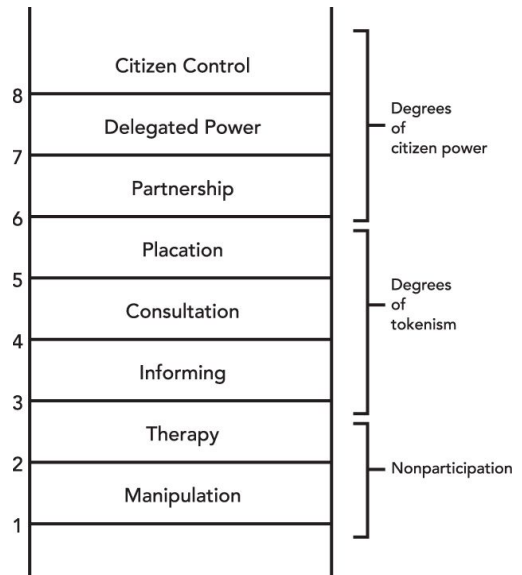 Citizen Control
8
Delegated Power
7
Partnership
6
Placation
5
Consultation
4
Informing
3
Therapy
2
Manipulation
1
Degrees
of
citizen power
Degrees
of
tokenism
Nonparticipation